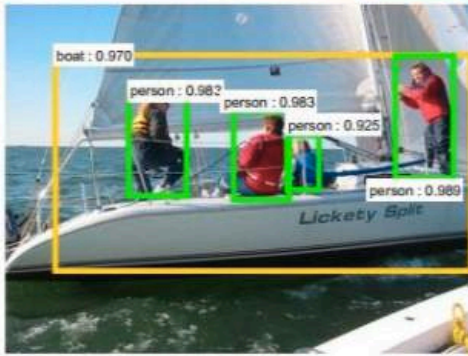 boat : 0.970
person : 0.983
person : 0.983
person : 0.925
person : 0.989
Lickety Split